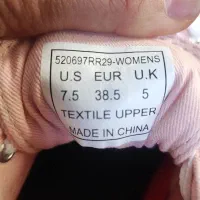 520697RR29-WOMENS
U.S EUR U.K
7.5 38.5 5
TEXTILE UPPER
MADE IN CHINA